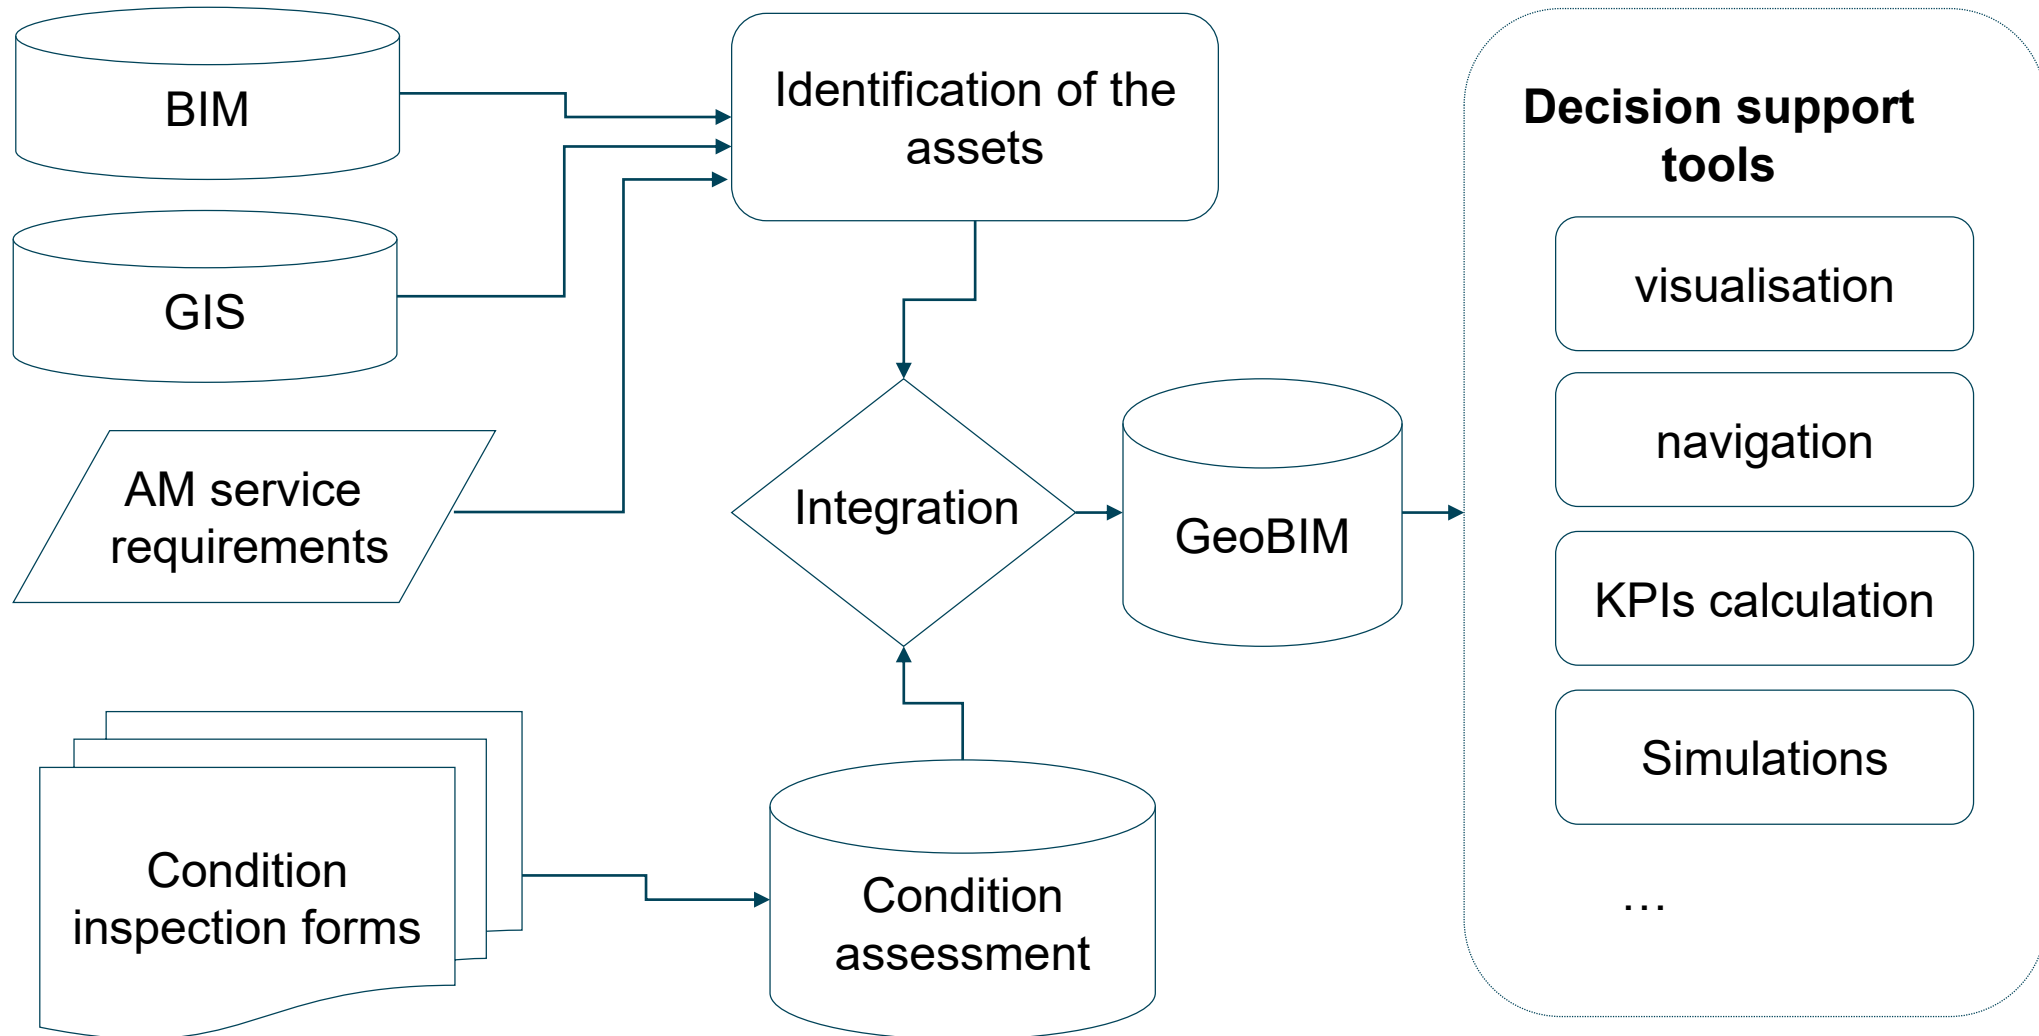 BIM
GIS
AM service
requirements
Condition
inspection forms
Identification of the
assets
Integration
Condition
assessment
GeoBIM
Decision support
tools
visualisation
navigation
KPIs calculation
Simulations
…